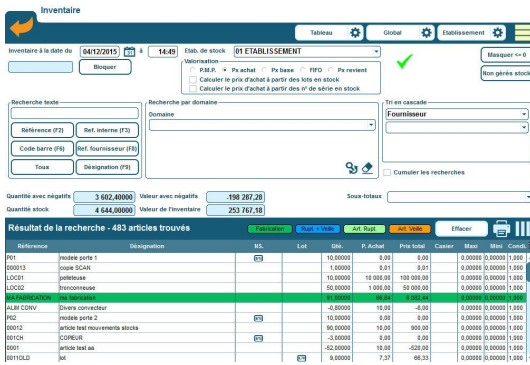 Inventaire
Tableau
Global
Etablissement
Inventaire à la date du 04/12/2015 à 14:49 Etab. de stock 01 ETABLISSEMENT
Masquer <= 0
Bloquer
Valorisation
P.M.P. Px achat Px base FIFO Px revient
Calculer le prix d'achat à partir des lots en stock
Calculer le prix d'achat à partir des n° de série en stock
Non gérés stock
Recherche texte
Recherche par domaine
Tri en cascade
Domaine
Fournisseur
Référence (F2) Ref. interne (F3)
Code barre (F6) Ref. fournisseur (F8)
Tous Désignation (F9)
Cumuler les recherches
Quantité avec négatifs 3 602,40000 Valeur avec négatifs -198 287,28 Sous-totaux
Quantité stock 4 644,00000 Valeur de l'inventaire 253 767,18
Résultat de la recherche - 483 articles trouvés Fabrication Rupt. + Veille Art. Rupt Art. Veille Effacer
Référence Désignation NS. Lot Qté. P. Achat Prix total Casier Maxi Mini Condi.
P01 modele porte 1 10,00000 0,00 0,00 0,00000 0,00000 1,000
000013 copie SCAN 1,00000 0,01 0,01 0,00000 0,00000 1,000
LOC01 pelleteuse 10,00000 10 000,00 100 000,00 0,00000 0,00000 1,000
LOC02 tronconneuse 50,00000 1 000,00 50 000,00 0,00000 0,00000 1,000
MA FABRICATION ma fabrication 91,00000 66,04 6 002,44 0,00000 0,00000 1,000
ALIM CONV Divers convecteur -0,80000 10,00 -8,00 0,00000 0,00000 1,000
P02 modele porte 2 10,00000 0,00 0,00 0,00000 0,00000 1,000
00012 article test mouvements stocks 90,00000 10,00 900,00 0,00000 0,00000 1,000
001CH COPEUR -3,00000 0,00 0,00 0,00000 0,00000 1,000
0001 article test aa -52,00000 10,00 -520,00 0,00000 0,00000 1,000
0011OLD lot 9,00000 7,37 66,33 0,00000 0,00000 1,000